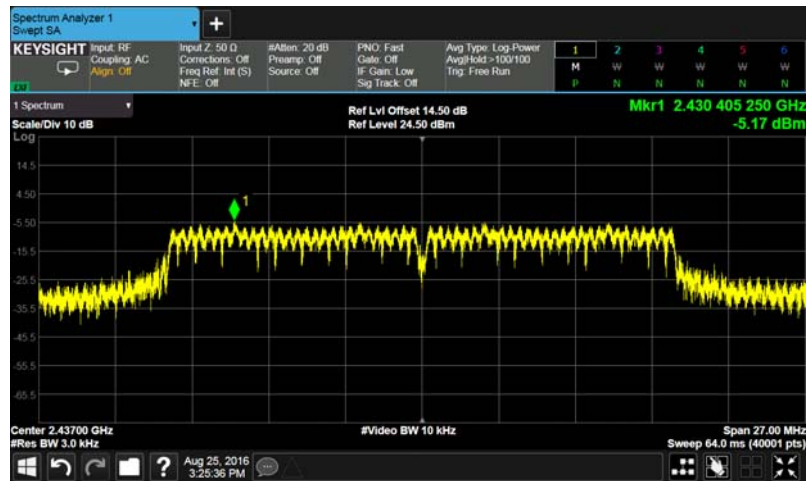 Spectrum Analyzer 1
Swept SA
+
KEYSIGHT Input: RF Input Z: 50 Ω #Atten: 20 dB PNO: Fast Avg Type: Log-Power 1 2 3 4 5 6
Coupling: AC Corrections: Off Preamp: Off Gate: Off Avg|Hold:>100/100 M W W W W W
Align: Off Freq Ref: Int (S) Source: Off IF Gain: Low Trig: Free Run
NFE: Off Sig Track: Off P N N N N N
LXI
1 Spectrum Ref Lvl Offset 14.50 dB Mkr1 2.430 405 250 GHz
Scale/Div 10 dB Ref Level 24.50 dBm -5.17 dBm
Log
14.5
4.50
1
-5.50
-15.5
-25.5
-35.5
-45.5
-55.5
-65.5
Center 2.43700 GHz #Video BW 10 kHz Span 27.00 MHz
#Res BW 3.0 kHz Sweep 64.0 ms (40001 pts)
? Aug 25, 2016
3:25:36 PM